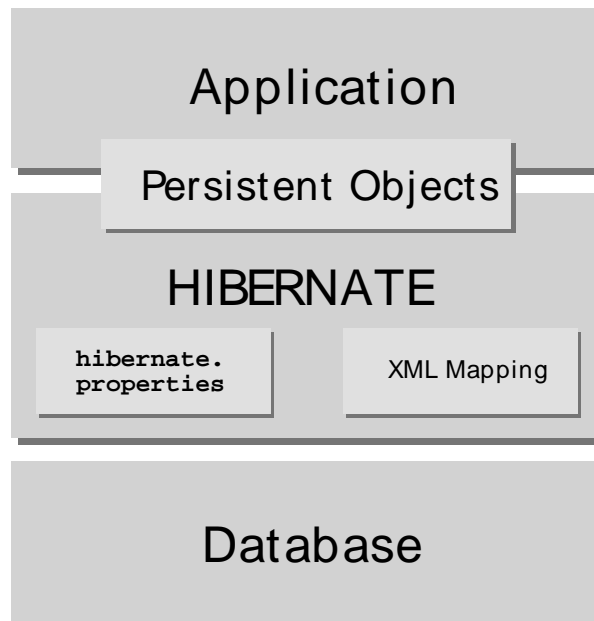 Application
Persistent Objects
HIBERNATE
hibernate.
properties
XML Mapping
Database